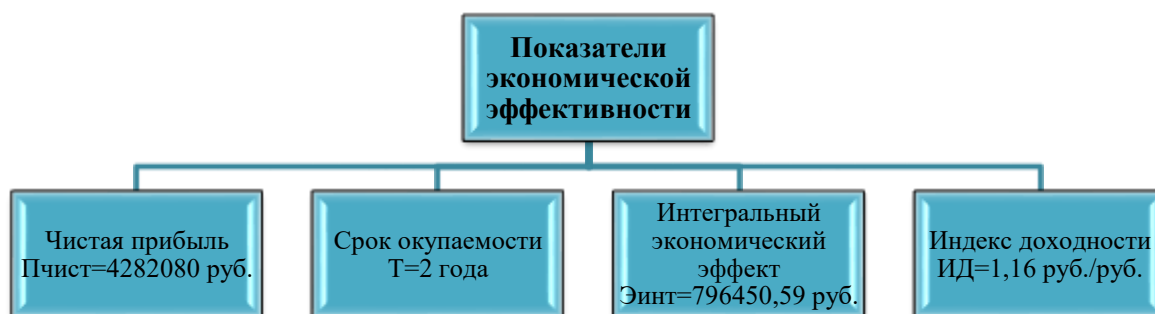 Показатели
экономической
эффективности
Чистая прибыль
Пчист=4282080 руб.
Срок окупаемости
Т=2 года
Интегральный
экономический
эффект
Эинт=796450,59 руб.
Индекс доходности
ИД=1,16 руб./руб.